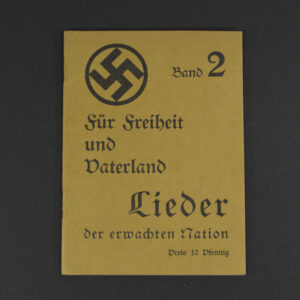 Band 2
Für Freiheit
und
Vaterland
Lieder
der erwachten Nation
Preis 10 Pfennig